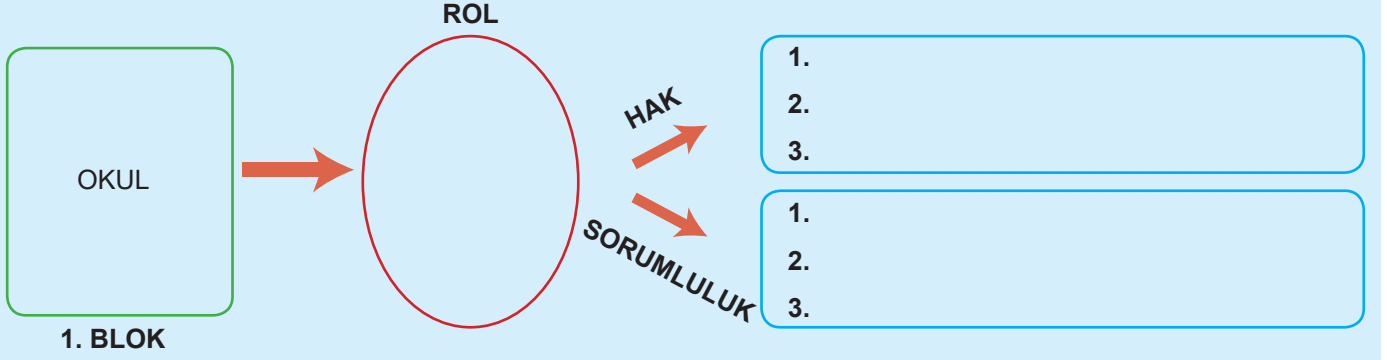 ROL
OKUL
1. BLOK
HAK
1.
2.
3.
SORUMLULUK
1.
2.
3.